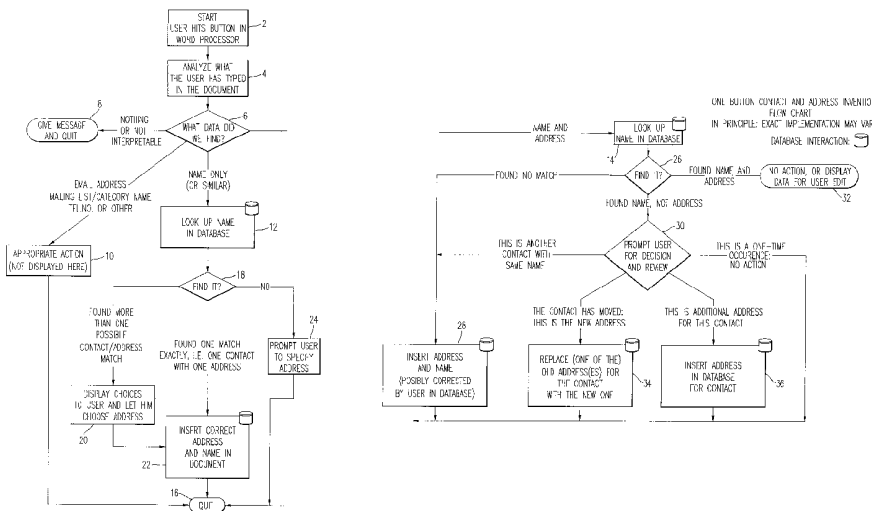 START
USER HITS BUTTON IN
WORD PROCESSOR
2
ANALYZE WHAT
THE USER HAS TYPED
IN THE DOCUMENT
4
8
GIVE MESSAGE
AND QUIT
NOTHING
OR NOT
INTERPRETABLE
WHAT DATA DID
WE FIND?
6
EMAIL ADDRESS
MAILING LIST/CATEGORY NAME
TEL.NO. OR OTHER
NAME ONLY
(OR SIMILAR)
LOOK UP NAME
IN DATABASE
12
APPROPRIATE ACTION
(NOT DISPLAYED HERE)
10
FIND IT?
18
NO
FOUND MORE
THAN ONE
POSSIBLE
CONTACT/ADDRESS
MATCH
FOUND ONE MATCH
EXACTLY, I.E. ONE CONTACT
WITH ONE ADDRESS
24
PROMPT USER
TO SPECIFY
ADDRESS
DISPLAY CHOICES
TO USER AND LET HIM
CHOOSE ADDRESS
20
INSERT CORRECT
ADDRESS
AND NAME IN
DOCUMENT
22
16
QUIT
NAME AND
ADDRESS
LOOK UP
NAME IN DATABASE
14
ONE BUTTON CONTACT AND ADDRESS INVENTIO
FLOW CHART
IN PRINCIPLE; EXACT IMPLEMENTATION MAY VAR
DATABASE INTERACTION:
FOUND NO MATCH
FIND IT?
26
FOUND NAME AND
ADDRESS
NO ACTION, OR DISPLAY
DATA FOR USER EDIT
32
FOUND NAME, NOT ADDRESS
30
THIS IS ANOTHER
CONTACT WITH
SAME NAME
PROMPT USER
FOR DECISION
AND REVIEW
THIS IS A ONE-TIME
OCCURENCE;
NO ACTION
THE CONTACT HAS MOVED;
THIS IS THE NEW ADDRESS
THIS IS ADDITIONAL ADDRESS
FOR THIS CONTACT
28
INSERT ADDRESS
AND NAME
(POSIBLY CORRECTED
BY USER IN DATABASE)
REPLACE (ONE OF THE)
OLD ADDRESS(ES) FOR
THE CONTACT
WITH THE NEW ONE
34
INSERT ADDRESS
IN DATABASE
FOR CONTACT
36